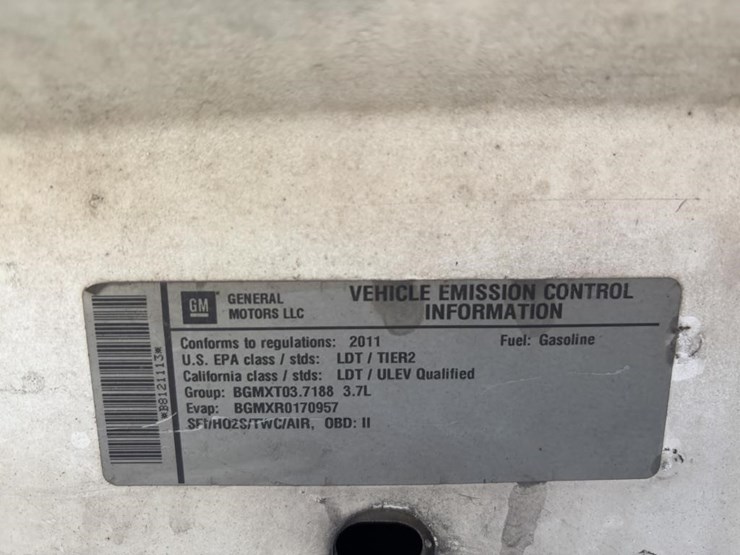 GM GENERAL MOTORS LLC
VEHICLE EMISSION CONTROL
INFORMATION
Conforms to regulations: 2011 Fuel: Gasoline
U.S. EPA class / stds: LDT / TIER2
California class / stds: LDT / ULEV Qualified
Group: BGMXT03.7188 3.7L
Evap: BGMXR0170957
SFI/HO2S/TWC/AIR, OBD: II
*B8121113*